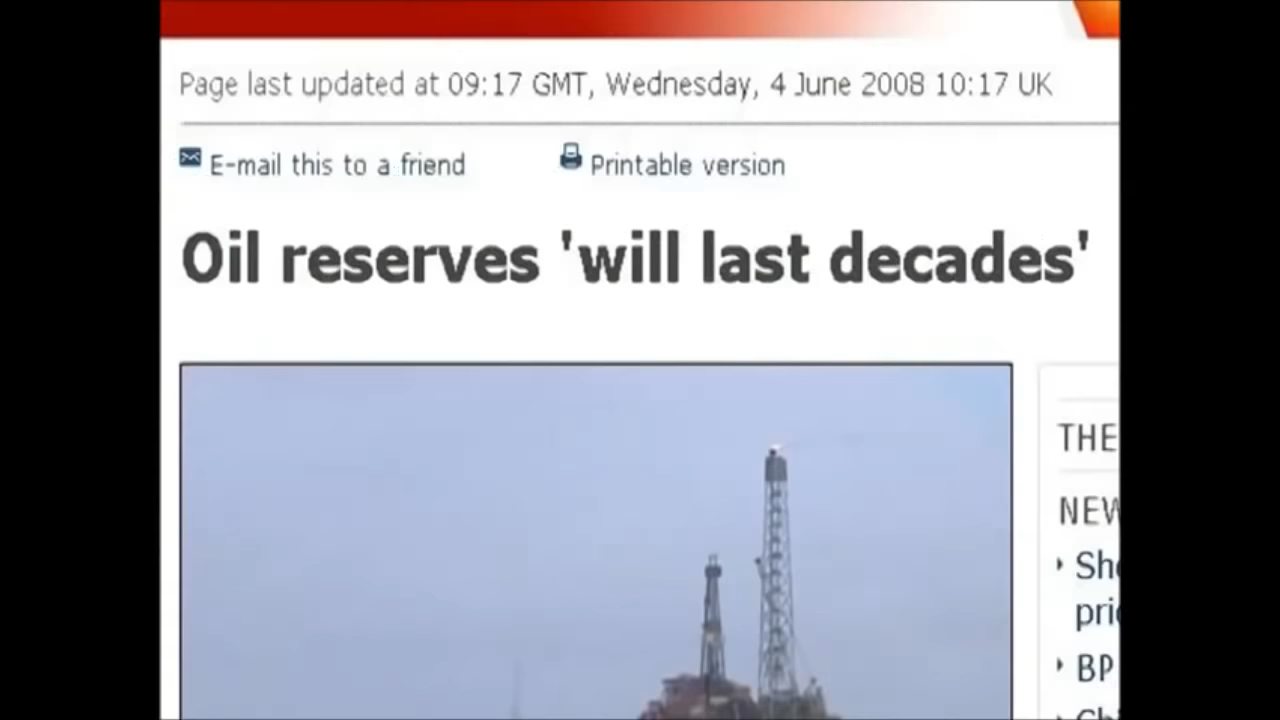 Page last updated at 09:17 GMT, Wednesday, 4 June 2008 10:17 UK
E-mail this to a friend
Printable version
Oil reserves 'will last decades'
THE
BP